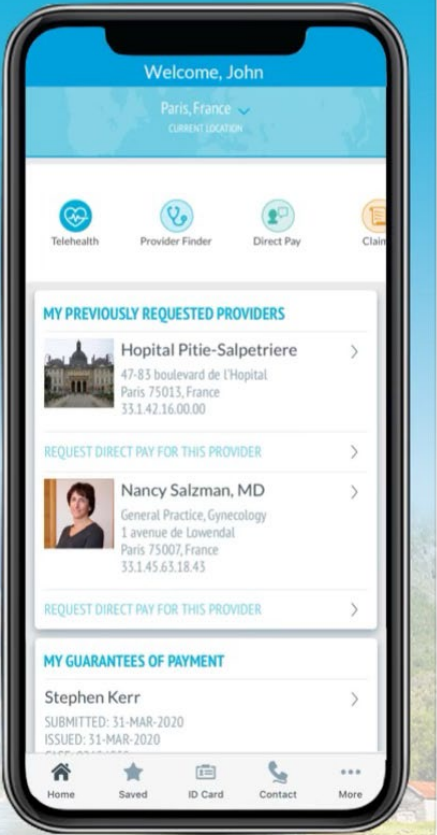 Welcome, John
Paris, France
CURRENT LOCATION
Telehealth
Provider Finder
Direct Pay
Claim
MY PREVIOUSLY REQUESTED PROVIDERS
Hopital Pitie-Salpetriere
47-83 boulevard de l'Hopital
Paris 75013, France
33.1.42.16.00.00
REQUEST DIRECT PAY FOR THIS PROVIDER
Nancy Salzman, MD
General Practice, Gynecology
1 avenue de Lowendal
Paris 75007, France
33.1.45.63.18.43
REQUEST DIRECT PAY FOR THIS PROVIDER
MY GUARANTEES OF PAYMENT
Stephen Kerr
SUBMITTED: 31-MAR-2020
ISSUED: 31-MAR-2020
Home
Saved
ID Card
Contact
More